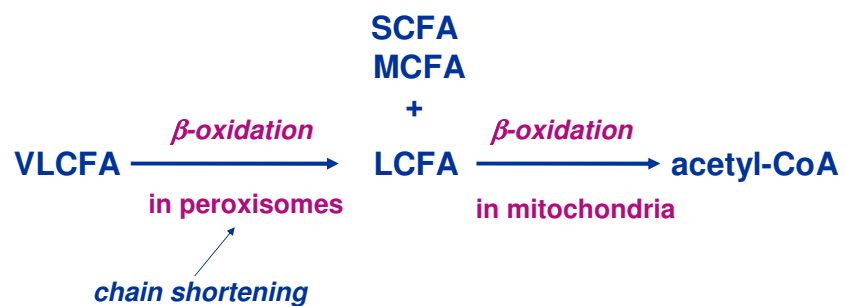 SCFA
MCFA
+
β-oxidation β-oxidation
VLCFA LCFA acetyl-CoA
in peroxisomes in mitochondria
chain shortening